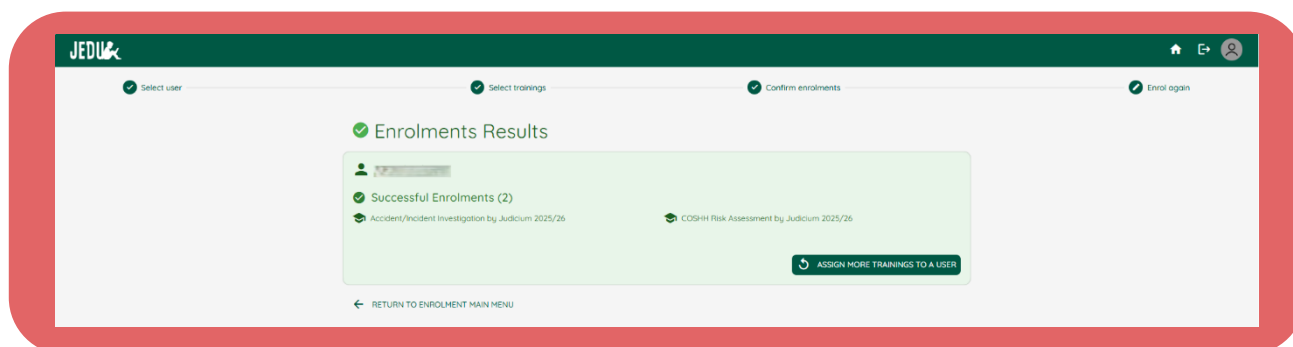 JEDU
Select user
Select trainings
Confirm enrolments
Enrol again
Enrolments Results
Successful Enrolments (2)
Accident/Incident Investigation by Judicium 2025/26
COSHH Risk Assessment by Judicium 2025/26
ASSIGN MORE TRAININGS TO A USER
RETURN TO ENROLMENT MAIN MENU